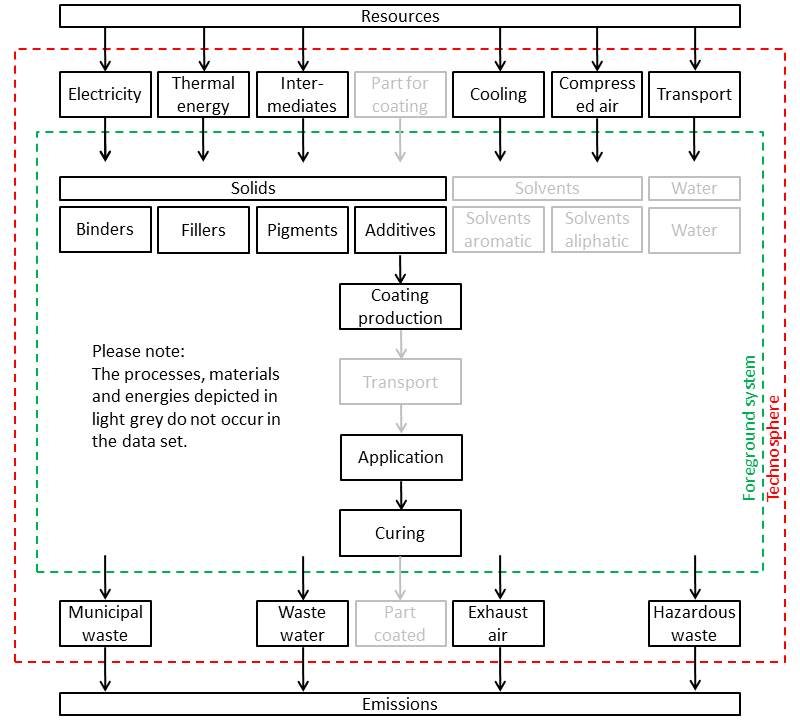 Resources
Electricity
Thermal
energy
Inter-
mediates
Part for
coating
Cooling
Compress
ed air
Transport
Solids
Solvents
Water
Binders
Fillers
Pigments
Additives
Solvents
aromatic
Solvents
aliphatic
Water
Coating
production
Please note:
The processes, materials
and energies depicted in
light grey do not occur in
the data set.
Transport
Application
Curing
Foreground system
Technosphere
Municipal
waste
Waste
water
Part
coated
Exhaust
air
Hazardous
waste
Emissions